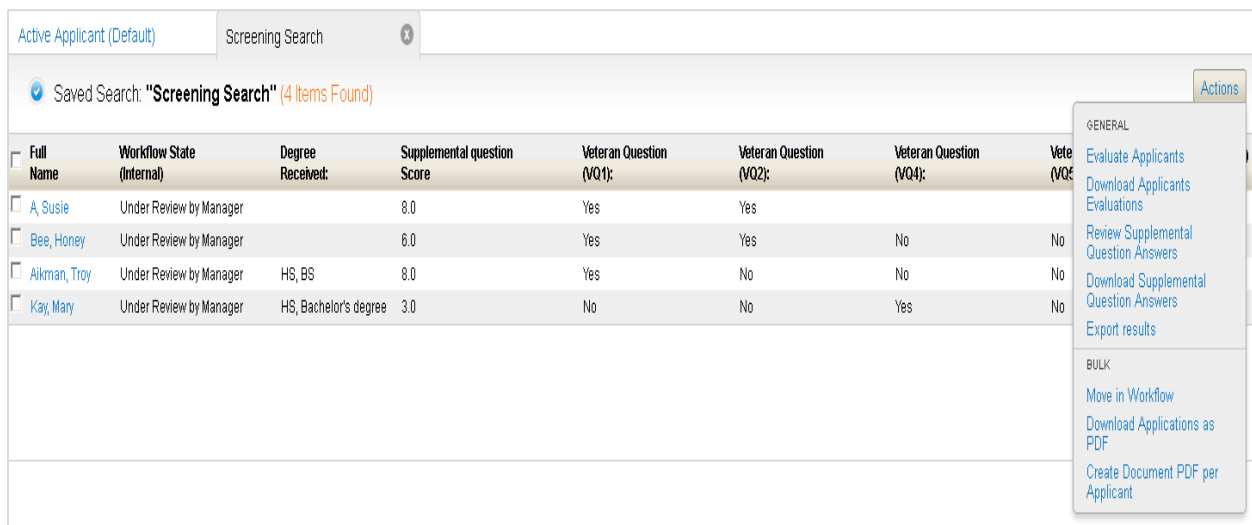 Active Applicant (Default)
Screening Search
Saved Search: "Screening Search" (4 Items Found)
Actions
Full Name
Workflow State (Internal)
Degree Received:
Supplemental question Score
Veteran Question (VQ1):
Veteran Question (VQ2):
Veteran Question (VQ4):
A, Susie Under Review by Manager 8.0 Yes Yes
Bee, Honey Under Review by Manager 6.0 Yes Yes No No
Aikman, Troy Under Review by Manager HS, BS 8.0 Yes No No No
Kay, Mary Under Review by Manager HS, Bachelor's degree 3.0 No No Yes No
GENERAL
Evaluate Applicants
Download Applicants
Evaluations
Review Supplemental
Question Answers
Download Supplemental
Question Answers
Export results
BULK
Move in Workflow
Download Applications as
PDF
Create Document PDF per
Applicant